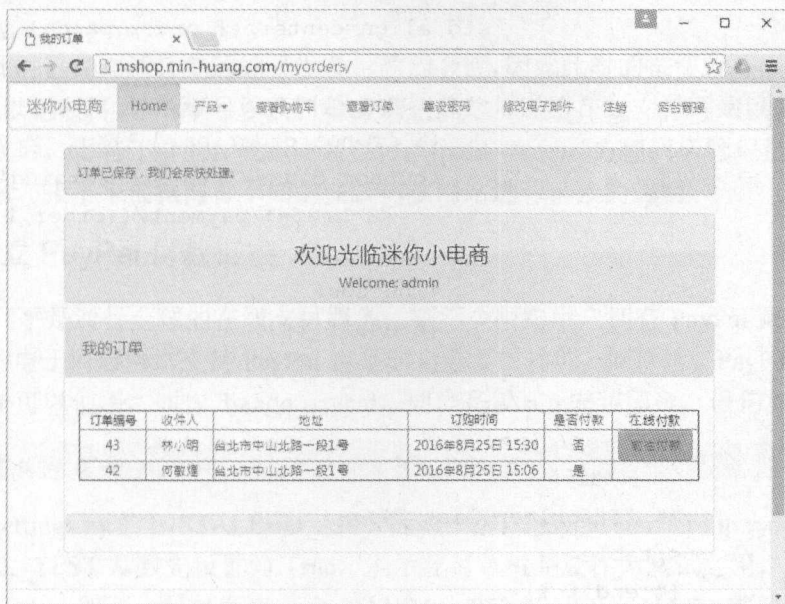 我的订单
mshop.min-huang.com/myorders/
迷你小电商 Home 产品 查看购物车 查看订单 重设密码 修改电子邮件 注销 后台管理
订单已保存，我们会尽快处理。
欢迎光临迷你小电商
Welcome: admin
我的订单
订单编号 收件人 地址 订购时间 是否付款 在线付款
43 林小明 台北市中山北路一段1号 2016年8月25日 15:30 否 前往付款
42 何敏煌 台北市中山北路一段1号 2016年8月25日 15:06 是